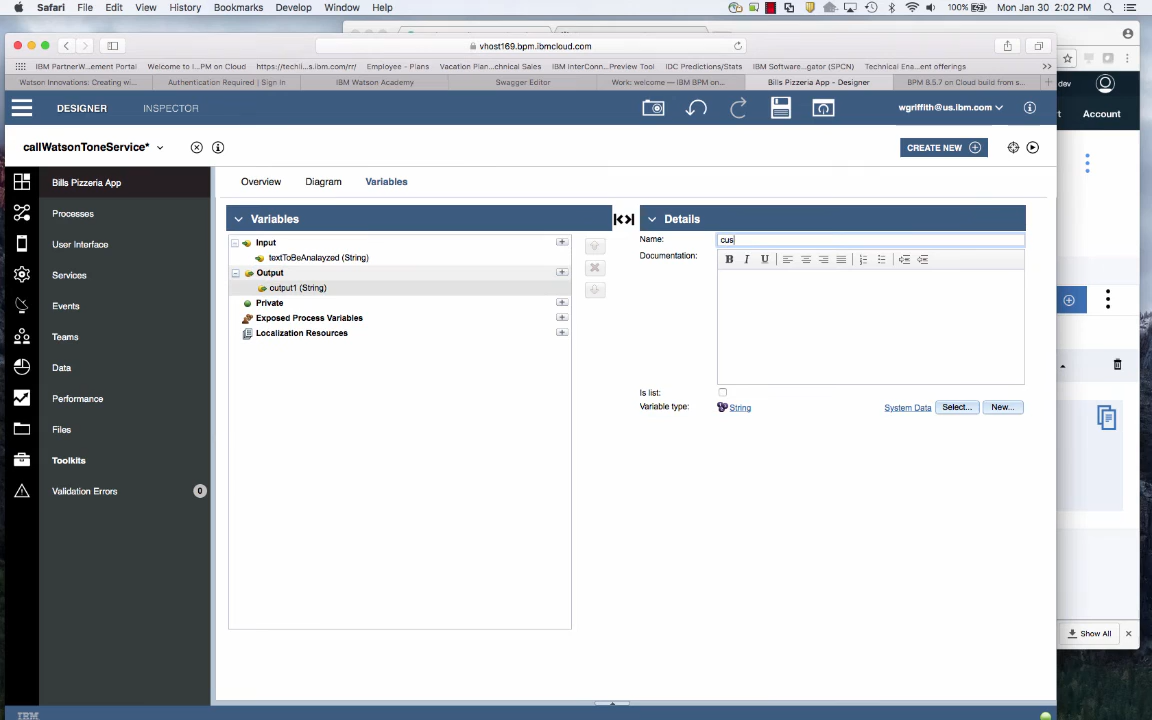 Safari File Edit View History Bookmarks Develop Window Help 100% Mon Jan 30 2:02 PM
vhost169.bpm.ibmcloud.com
IBM PartnerW...ement Portal Welcome to I...PM on Cloud https://techli...s.ibm.com/rr/ Employee - Plans Vacation Plan...chnical Sales IBM InterConn...Preview Tool IDC Predictions/Stats IBM Software...gator (SPCN) Technical Ena...ent offerings
Watson Innovations: Creating wi... Authentication Required | Sign In IBM Watson Academy Swagger Editor Work: welcome — IBM BPM on... Bills Pizzeria App - Designer BPM 8.5.7 on Cloud build from s...
dev
DESIGNER INSPECTOR wgriffith@us.ibm.com
t Account
callWatsonToneService* CREATE NEW
Bills Pizzeria App
Overview Diagram Variables
Processes
User Interface
Services
Events
Teams
Data
Performance
Files
Toolkits
Validation Errors 0
Variables
Input
textToBeAnalayzed (String)
Output
output1 (String)
Private
Exposed Process Variables
Localization Resources
Details
Name: cus
Documentation:
B I U
Is list:
Variable type: String System Data Select... New...
Show All
IBM